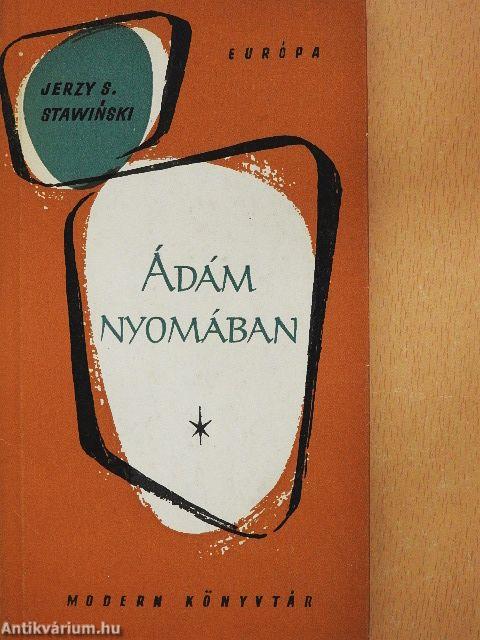 EURÓPA
JERZY S.
STAWIŃSKI
ÁDÁM
NYOMÁBAN
MODERN KÖNYVTÁR
Antikvárium.hu